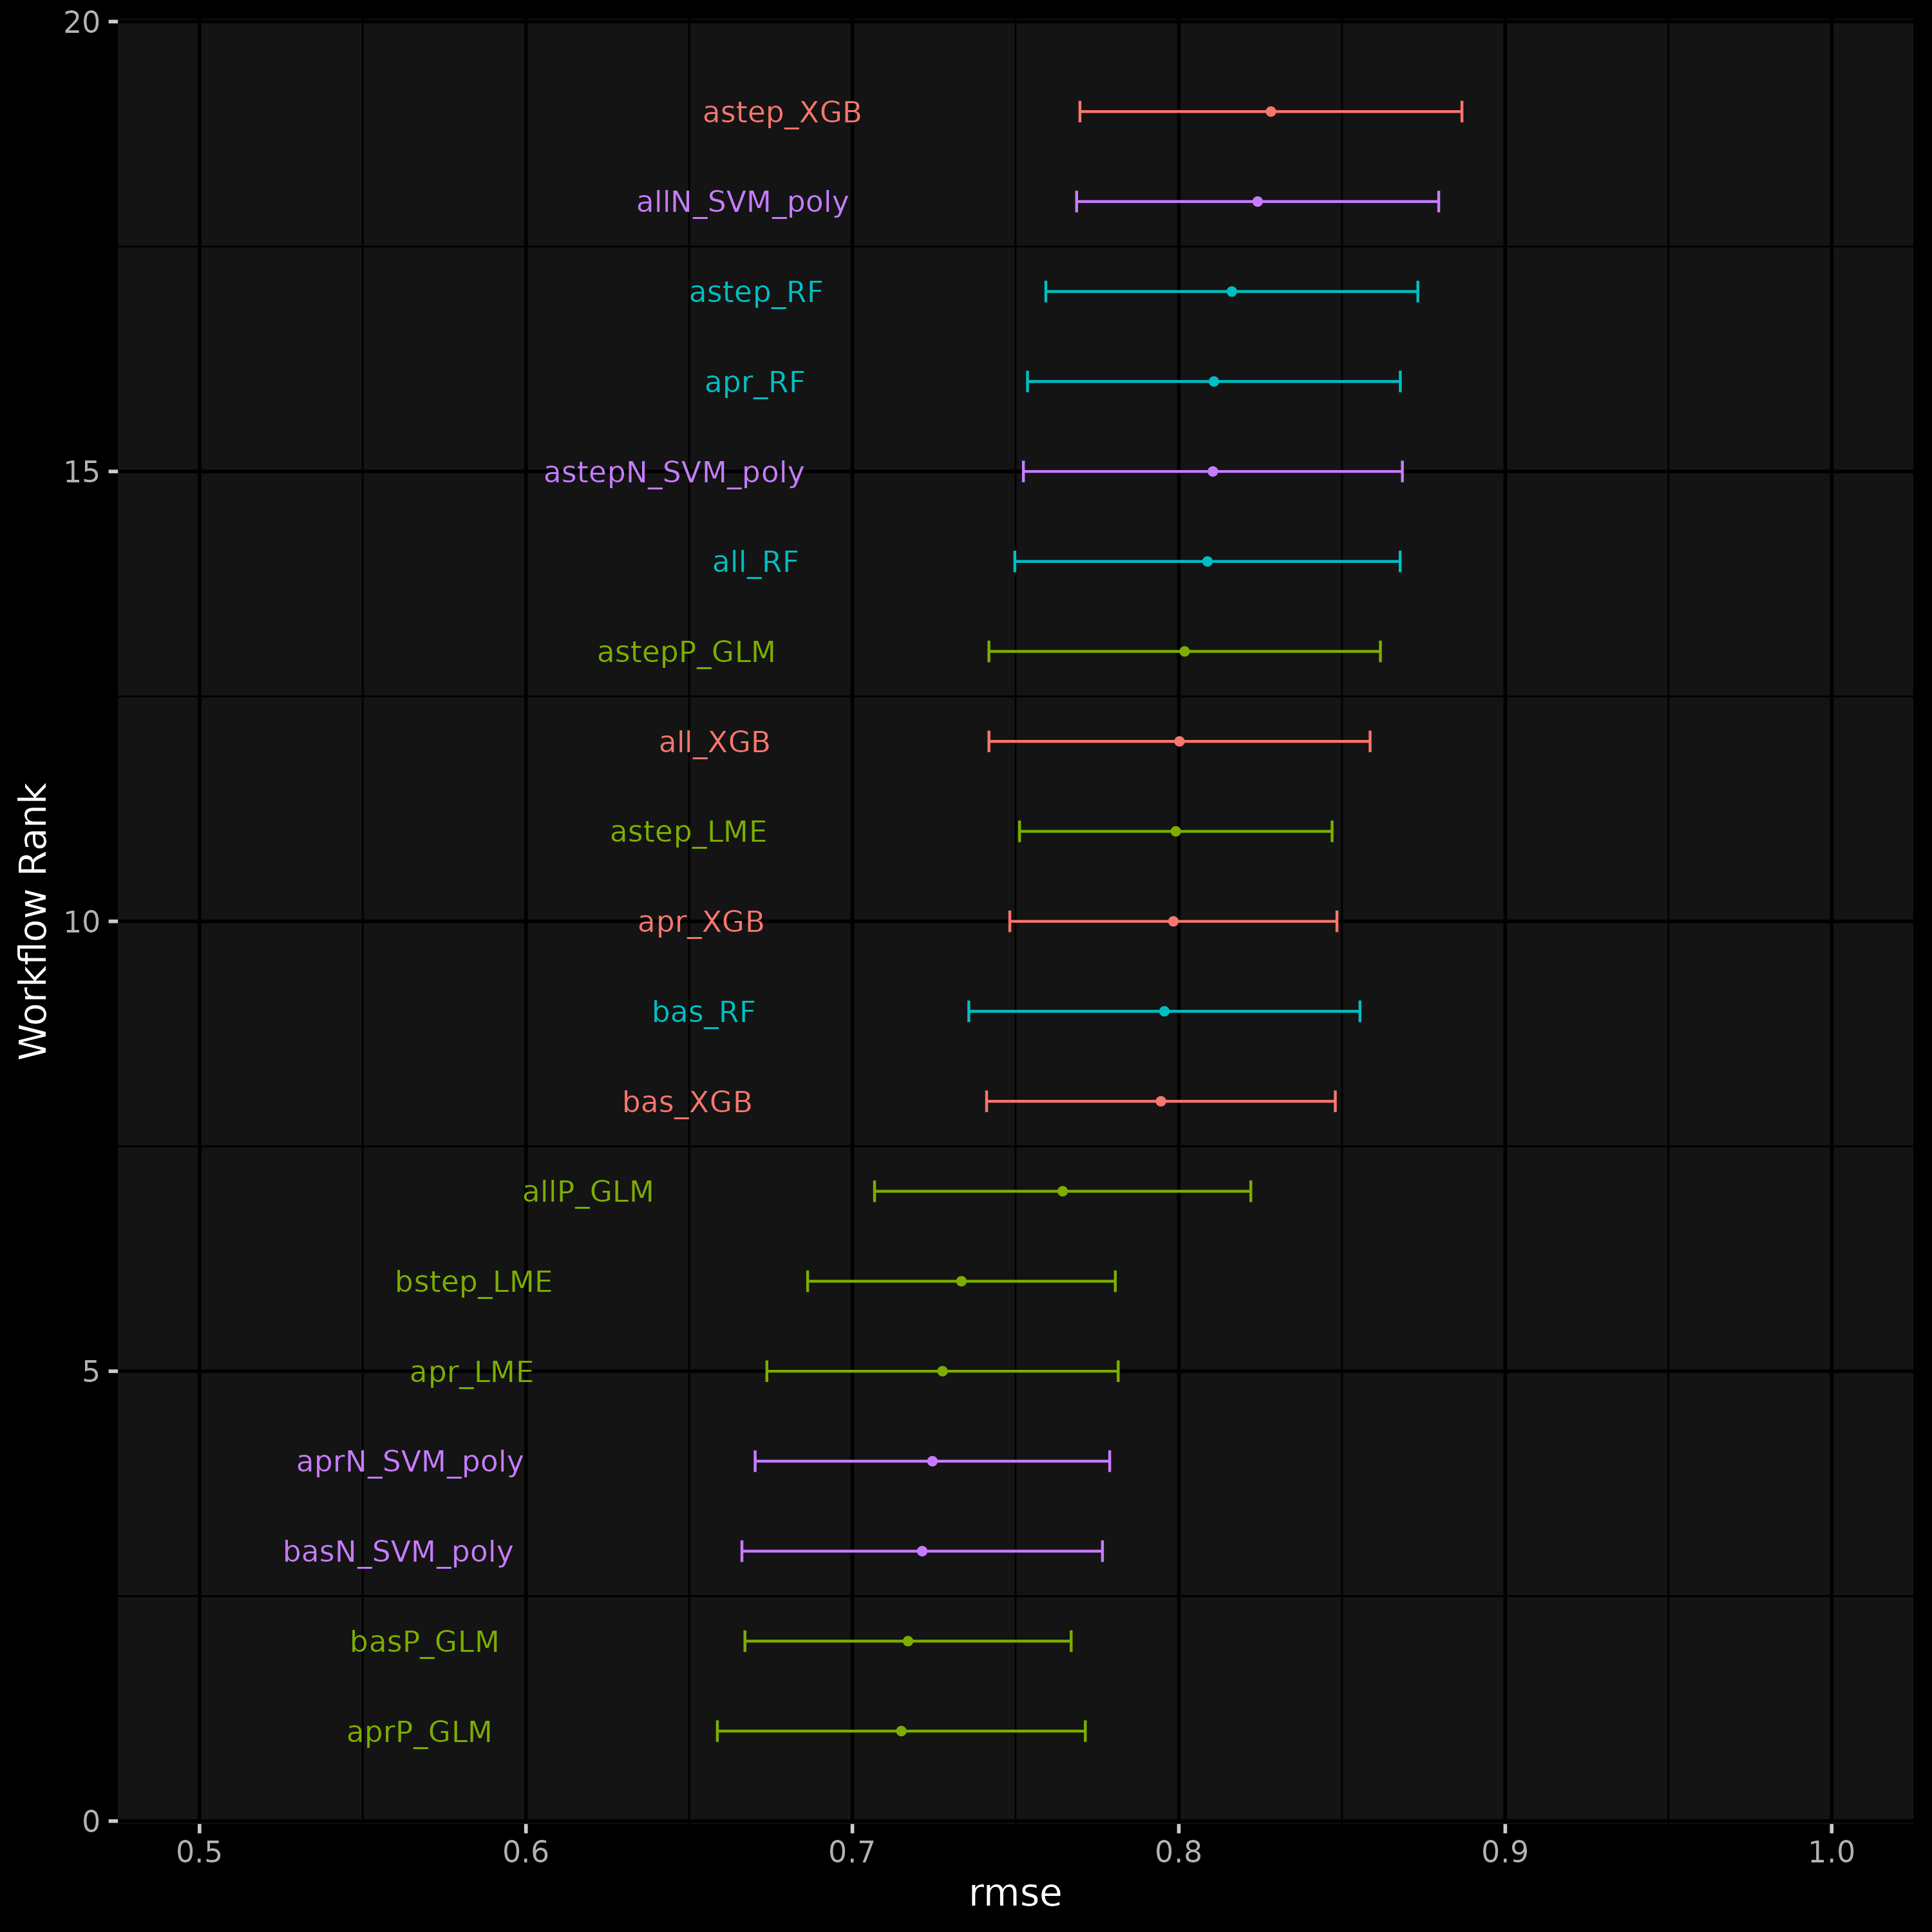 20
astep_XGB
allN_SVM_poly
astep_RF
apr_RF
15
astepN_SVM_poly
all_RF
astepP_GLM
all_XGB
astep_LME
10
apr_XGB
bas_RF
bas_XGB
allP_GLM
bstep_LME
5
apr_LME
aprN_SVM_poly
basN_SVM_poly
basP_GLM
aprP_GLM
0
Workflow Rank
0.5 0.6 0.7 0.8 0.9 1.0
rmse